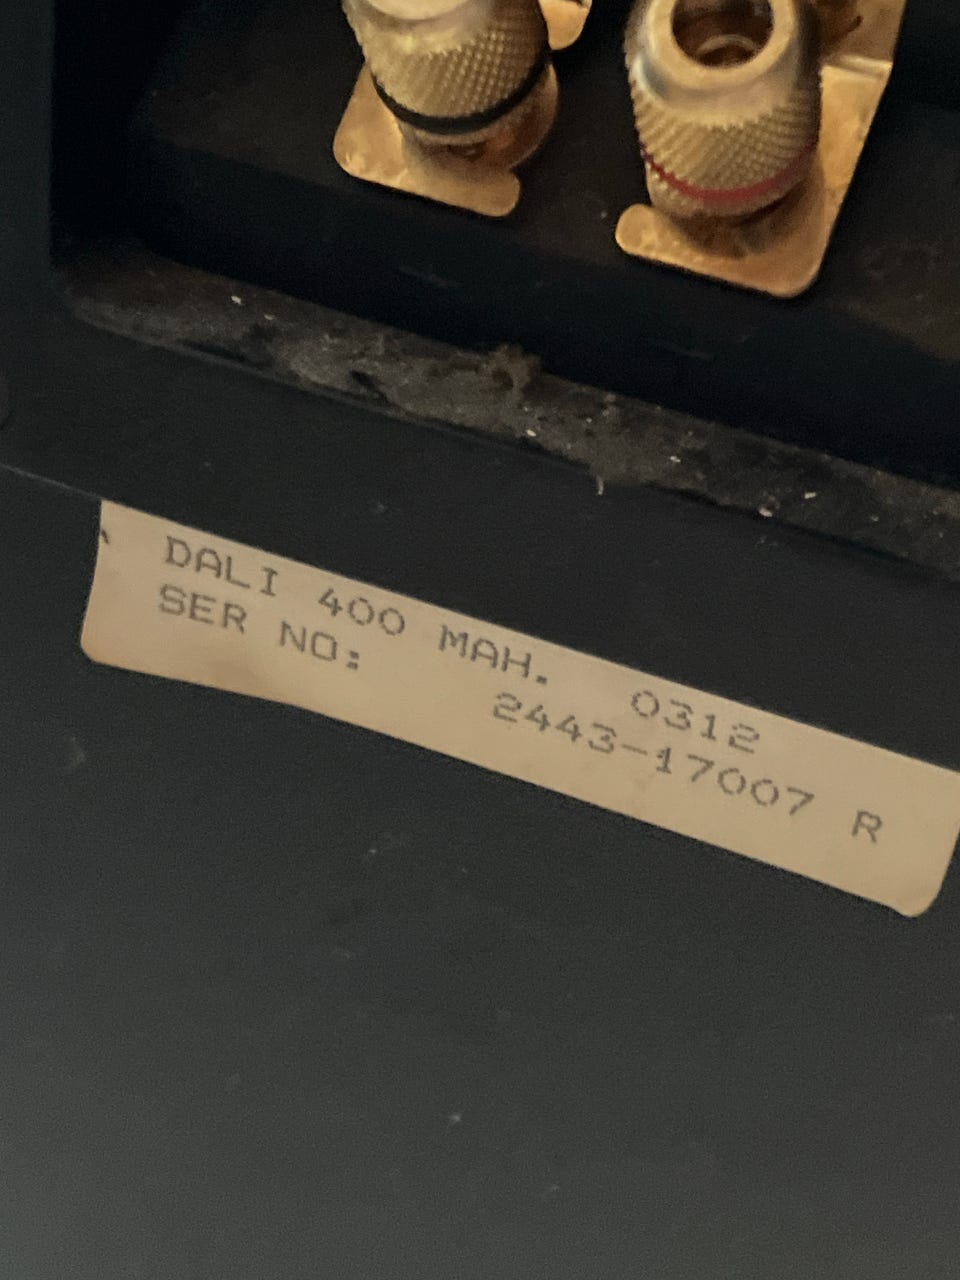 DALI 400 MAH. 0312
SER NO: 2443-17007 R